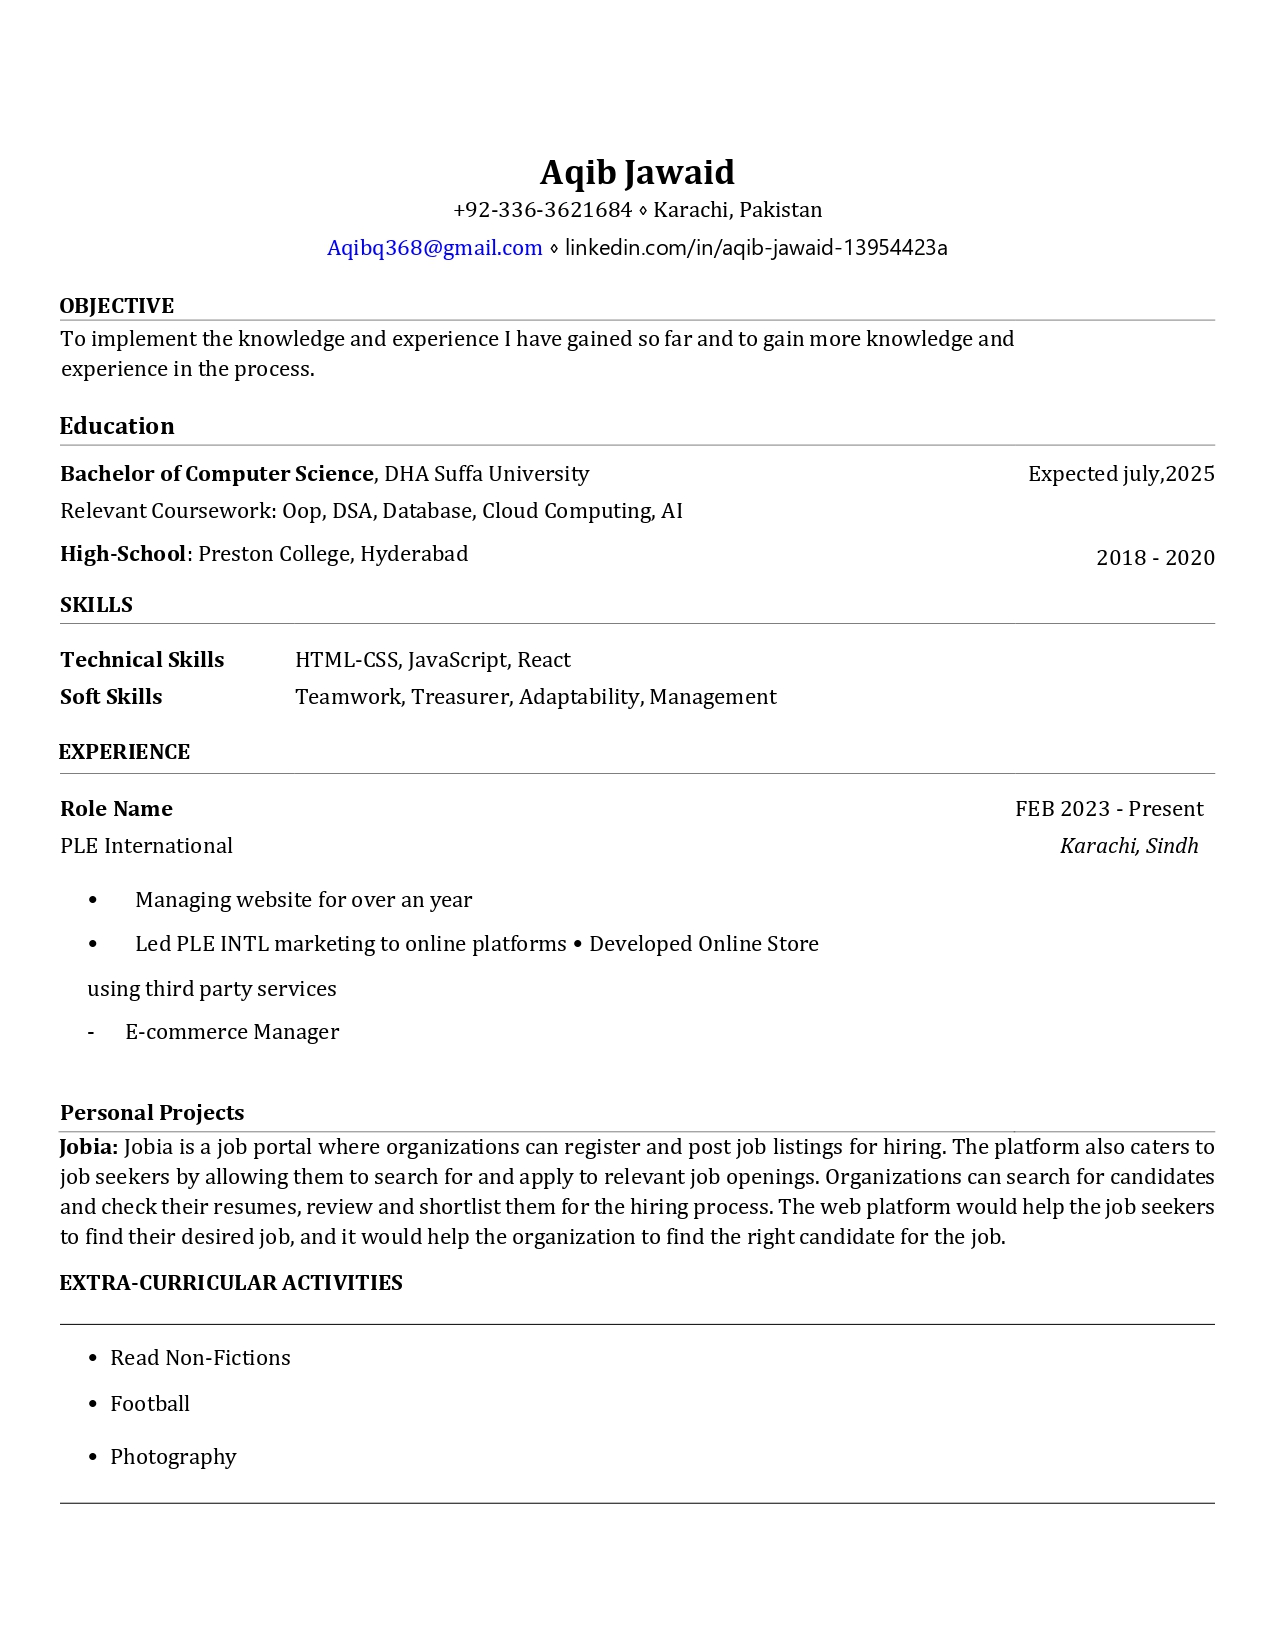 Aqib Jawaid
+92-336-3621684 ⋄ Karachi, Pakistan
Aqibq368@gmail.com ⋄ linkedin.com/in/aqib-jawaid-13954423a
OBJECTIVE
To implement the knowledge and experience I have gained so far and to gain more knowledge and
experience in the process.
Education
Bachelor of Computer Science, DHA Suffa University Expected july,2025
Relevant Coursework: Oop, DSA, Database, Cloud Computing, AI
High-School: Preston College, Hyderabad 2018 - 2020
SKILLS
Technical Skills HTML-CSS, JavaScript, React
Soft Skills Teamwork, Treasurer, Adaptability, Management
EXPERIENCE
Role Name FEB 2023 - Present
PLE International Karachi, Sindh
• Managing website for over an year
• Led PLE INTL marketing to online platforms • Developed Online Store
using third party services
- E-commerce Manager
Personal Projects
Jobia: Jobia is a job portal where organizations can register and post job listings for hiring. The platform also caters to
job seekers by allowing them to search for and apply to relevant job openings. Organizations can search for candidates
and check their resumes, review and shortlist them for the hiring process. The web platform would help the job seekers
to find their desired job, and it would help the organization to find the right candidate for the job.
EXTRA-CURRICULAR ACTIVITIES
• Read Non-Fictions
• Football
• Photography